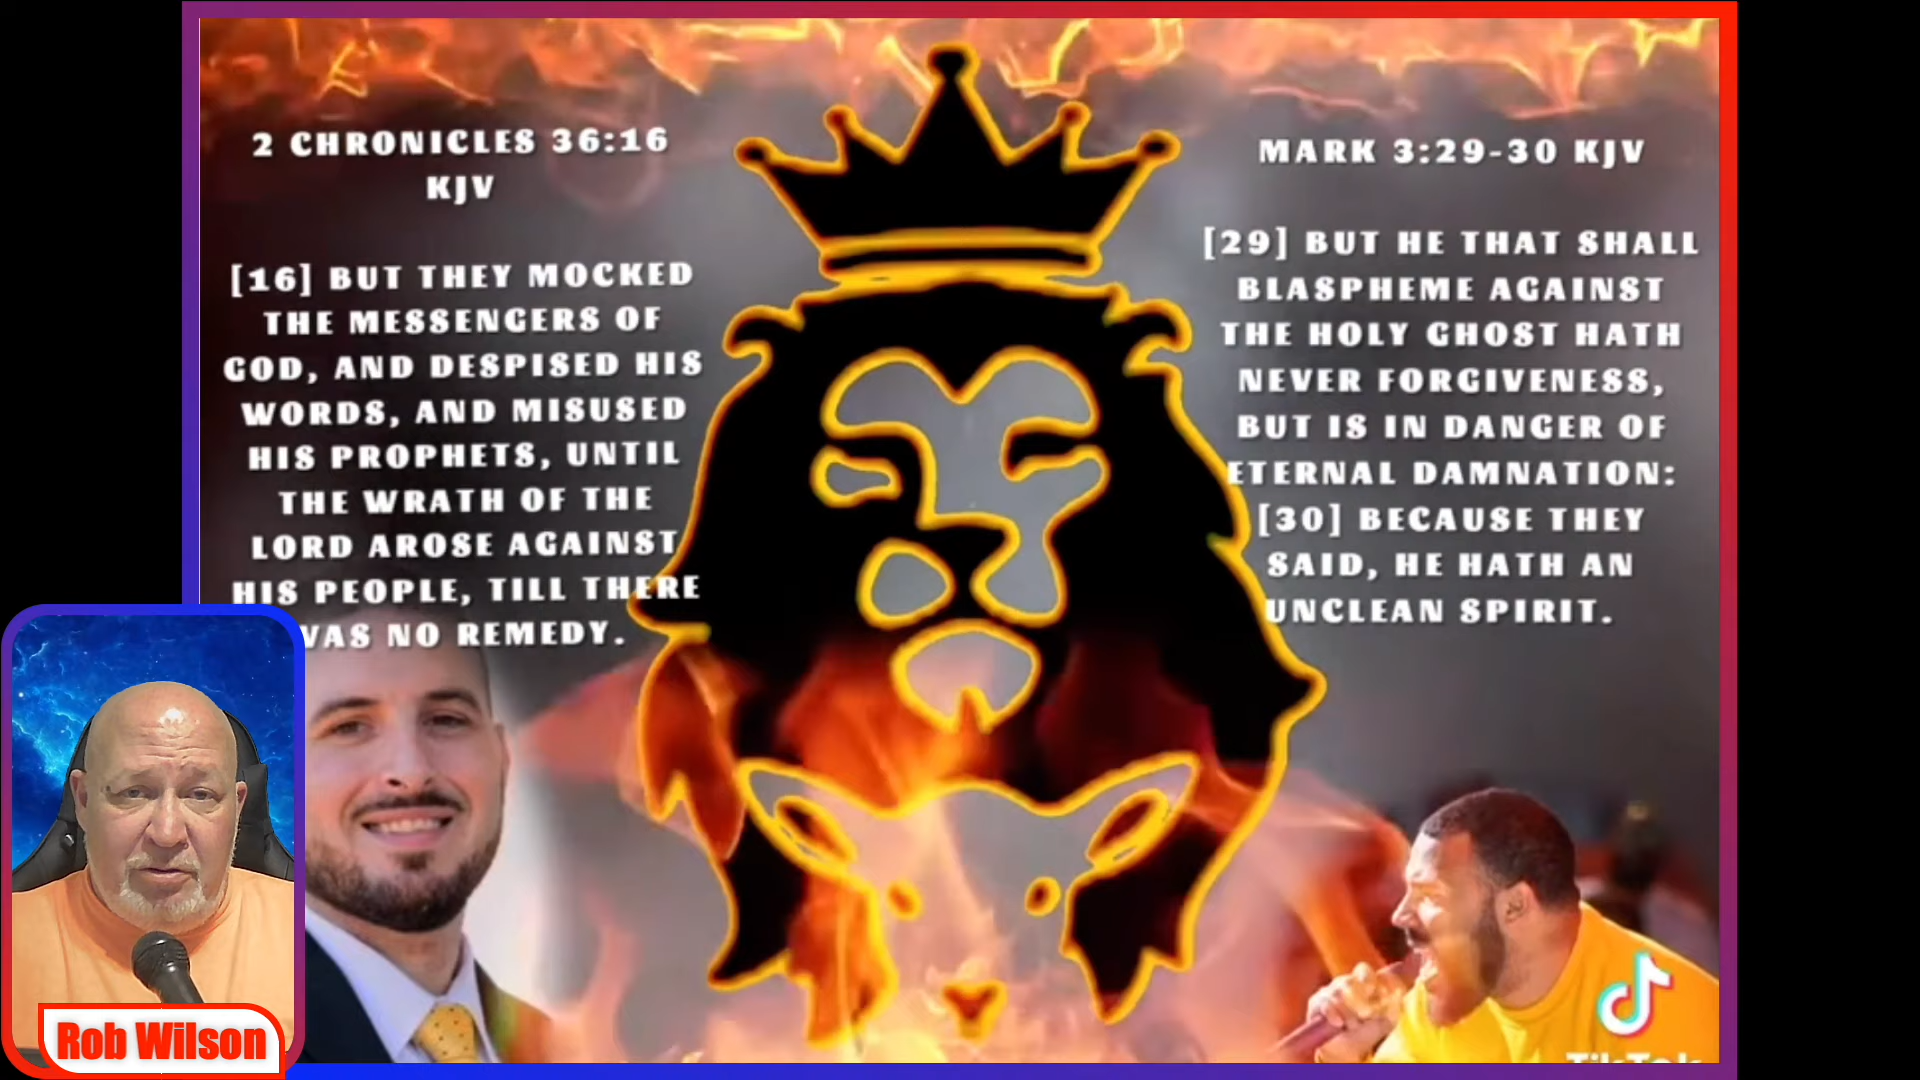 2 CHRONICLES 36:16
KJV
[16] BUT THEY MOCKED
THE MESSENGERS OF
GOD, AND DESPISED HIS
WORDS, AND MISUSED
HIS PROPHETS, UNTIL
THE WRATH OF THE
LORD AROSE AGAINST
HIS PEOPLE, TILL THERE
WAS NO REMEDY.
MARK 3:29-30 KJV
[29] BUT HE THAT SHALL
BLASPHEME AGAINST
THE HOLY GHOST HATH
NEVER FORGIVENESS,
BUT IS IN DANGER OF
ETERNAL DAMNATION:
[30] BECAUSE THEY
SAID, HE HATH AN
UNCLEAN SPIRIT.
Rob Wilson
TikTok